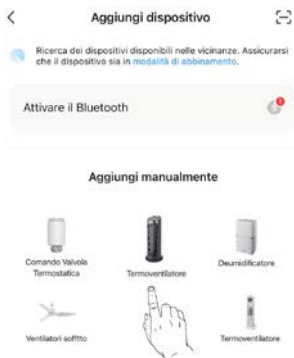 Aggiungi dispositivo
Ricerca dei dispositivi disponibili nelle vicinanze. Assicurarsi
che il dispositivo sia in modalità di abbinamento.
Attivare il Bluetooth
Aggiungi manualmente
Comando Valvola
Termostatica
Termoventilatore
Deumidificatore
Ventilatori soffitto
Termoventilatore